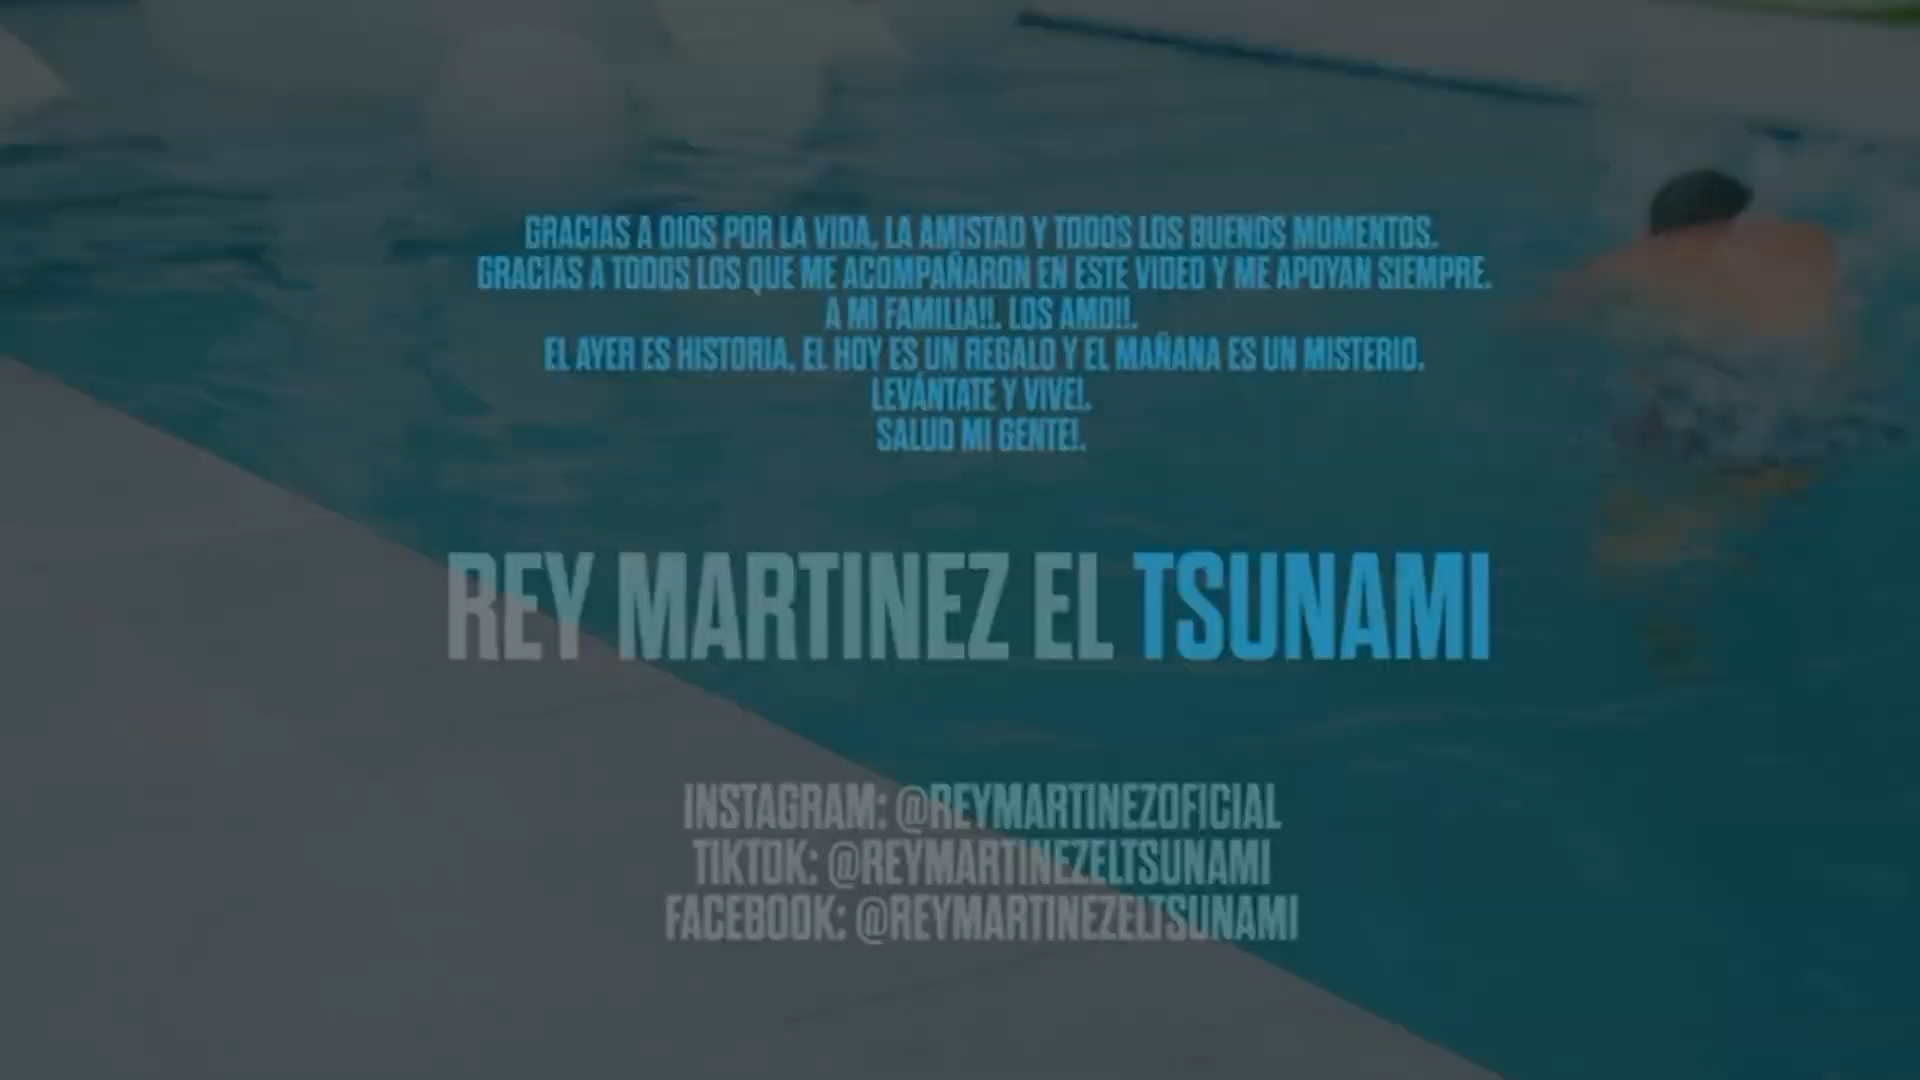 GRACIAS A DIOS POR LA VIDA, LA AMISTAD Y TODOS LOS BUENOS MOMENTOS.
GRACIAS A TODOS LOS QUE ME ACOMPAÑARON EN ESTE VIDEO Y ME APOYAN SIEMPRE.
A MI FAMILIA!!. LOS AMO!!.
EL AYER ES HISTORIA, EL HOY ES UN REGALO Y EL MAÑANA ES UN MISTERIO.
LEVÁNTATE Y VIVE!.
SALUD MI GENTE!.
REY MARTINEZ EL TSUNAMI
INSTAGRAM: @REYMARTINEZOFICIAL
TIKTOK: @REYMARTINEZELTSUNAMI
FACEBOOK: @REYMARTINEZELTSUNAMI